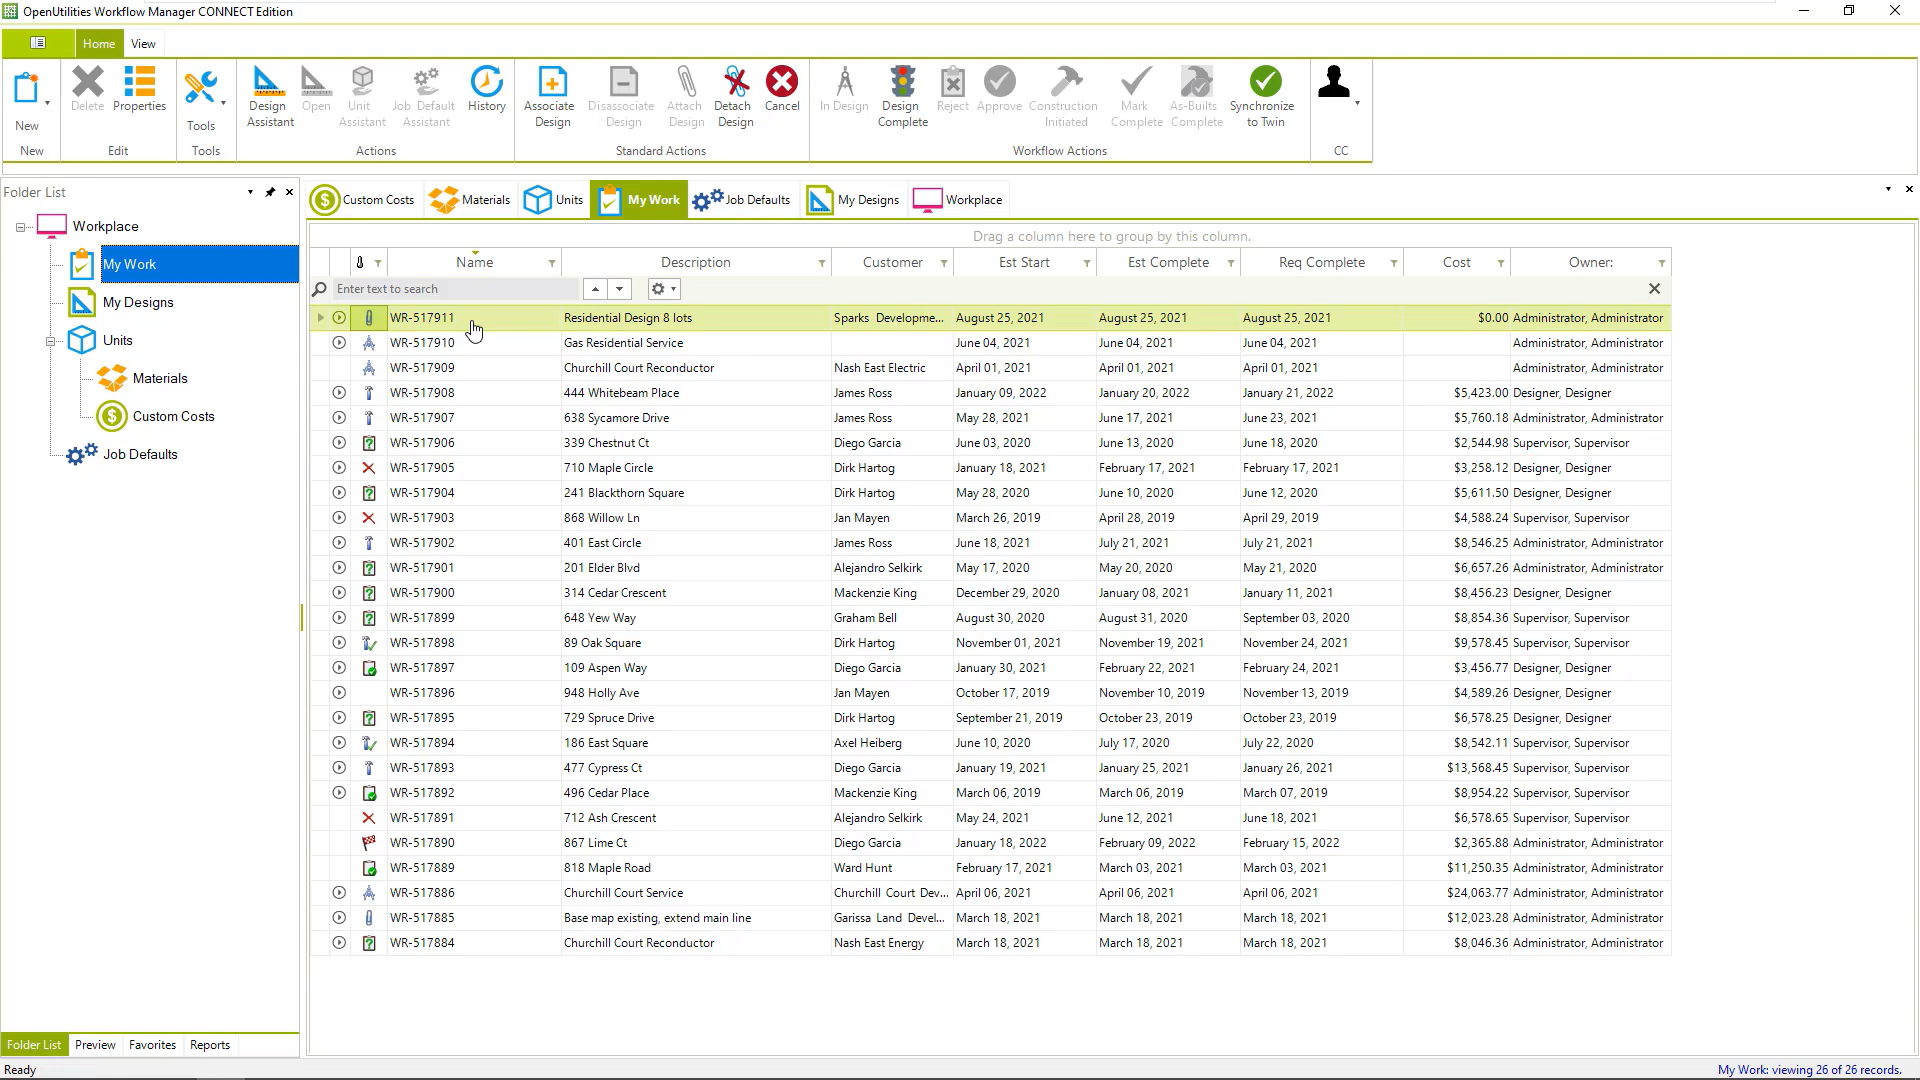 OpenUtilities Workflow Manager CONNECT Edition
Home View
New Delete Properties Tools Design Assistant Open Unit Assistant Job Default Assistant History Associate Design Disassociate Design Attach Design Detach Design Cancel In Design Design Complete Reject Approve Construction Initiated Mark Complete As-Builts Complete Synchronize to Twin
New Edit Tools Actions Standard Actions Workflow Actions CC
Folder List
Workplace
My Work
My Designs
Units
Materials
Custom Costs
Job Defaults
Custom Costs Materials Units My Work Job Defaults My Designs Workplace
Drag a column here to group by this column.
Name Description Customer Est Start Est Complete Req Complete Cost Owner:
Enter text to search
WR-517911 Residential Design 8 lots Sparks Developme... August 25, 2021 August 25, 2021 August 25, 2021 $0.00 Administrator, Administrator
WR-517910 Gas Residential Service June 04, 2021 June 04, 2021 June 04, 2021 Administrator, Administrator
WR-517909 Churchill Court Reconductor Nash East Electric April 01, 2021 April 01, 2021 April 01, 2021 Administrator, Administrator
WR-517908 444 Whitebeam Place James Ross January 09, 2022 January 20, 2022 January 21, 2022 $5,423.00 Designer, Designer
WR-517907 638 Sycamore Drive James Ross May 28, 2021 June 17, 2021 June 23, 2021 $5,760.18 Administrator, Administrator
WR-517906 339 Chestnut Ct Diego Garcia June 03, 2020 June 13, 2020 June 18, 2020 $2,544.98 Supervisor, Supervisor
WR-517905 710 Maple Circle Dirk Hartog January 18, 2021 February 17, 2021 February 17, 2021 $3,258.12 Designer, Designer
WR-517904 241 Blackthorn Square Dirk Hartog May 28, 2020 June 10, 2020 June 12, 2020 $5,611.50 Designer, Designer
WR-517903 868 Willow Ln Jan Mayen March 26, 2019 April 28, 2019 April 29, 2019 $4,588.24 Supervisor, Supervisor
WR-517902 401 East Circle James Ross June 18, 2021 July 21, 2021 July 21, 2021 $8,546.25 Administrator, Administrator
WR-517901 201 Elder Blvd Alejandro Selkirk May 17, 2020 May 20, 2020 May 21, 2020 $6,657.26 Administrator, Administrator
WR-517900 314 Cedar Crescent Mackenzie King December 29, 2020 January 08, 2021 January 11, 2021 $8,456.23 Designer, Designer
WR-517899 648 Yew Way Graham Bell August 30, 2020 August 31, 2020 September 03, 2020 $8,854.36 Supervisor, Supervisor
WR-517898 89 Oak Square Dirk Hartog November 01, 2021 November 19, 2021 November 24, 2021 $9,578.45 Supervisor, Supervisor
WR-517897 109 Aspen Way Diego Garcia January 30, 2021 February 22, 2021 February 24, 2021 $3,456.77 Designer, Designer
WR-517896 948 Holly Ave Jan Mayen October 17, 2019 November 10, 2019 November 13, 2019 $4,589.26 Designer, Designer
WR-517895 729 Spruce Drive Dirk Hartog September 21, 2019 October 23, 2019 October 23, 2019 $6,578.25 Designer, Designer
WR-517894 186 East Square Axel Heiberg June 10, 2020 July 17, 2020 July 22, 2020 $8,542.11 Supervisor, Supervisor
WR-517893 477 Cypress Ct Diego Garcia January 19, 2021 January 25, 2021 January 26, 2021 $13,568.45 Supervisor, Supervisor
WR-517892 496 Cedar Place Mackenzie King March 06, 2019 March 06, 2019 March 07, 2019 $8,954.22 Supervisor, Supervisor
WR-517891 712 Ash Crescent Alejandro Selkirk May 24, 2021 June 12, 2021 June 18, 2021 $6,578.65 Supervisor, Supervisor
WR-517890 867 Lime Ct Diego Garcia January 18, 2022 February 09, 2022 February 15, 2022 $2,365.88 Administrator, Administrator
WR-517889 818 Maple Road Ward Hunt February 17, 2021 March 03, 2021 March 03, 2021 $11,250.35 Administrator, Administrator
WR-517886 Churchill Court Service Churchill Court Dev... April 06, 2021 April 06, 2021 April 06, 2021 $24,063.77 Administrator, Administrator
WR-517885 Base map existing, extend main line Garissa Land Devel... March 18, 2021 March 18, 2021 March 18, 2021 $12,023.28 Administrator, Administrator
WR-517884 Churchill Court Reconductor Nash East Energy March 18, 2021 March 18, 2021 March 18, 2021 $8,046.36 Administrator, Administrator
Folder List Preview Favorites Reports
Ready
My Work: viewing 26 of 26 records.